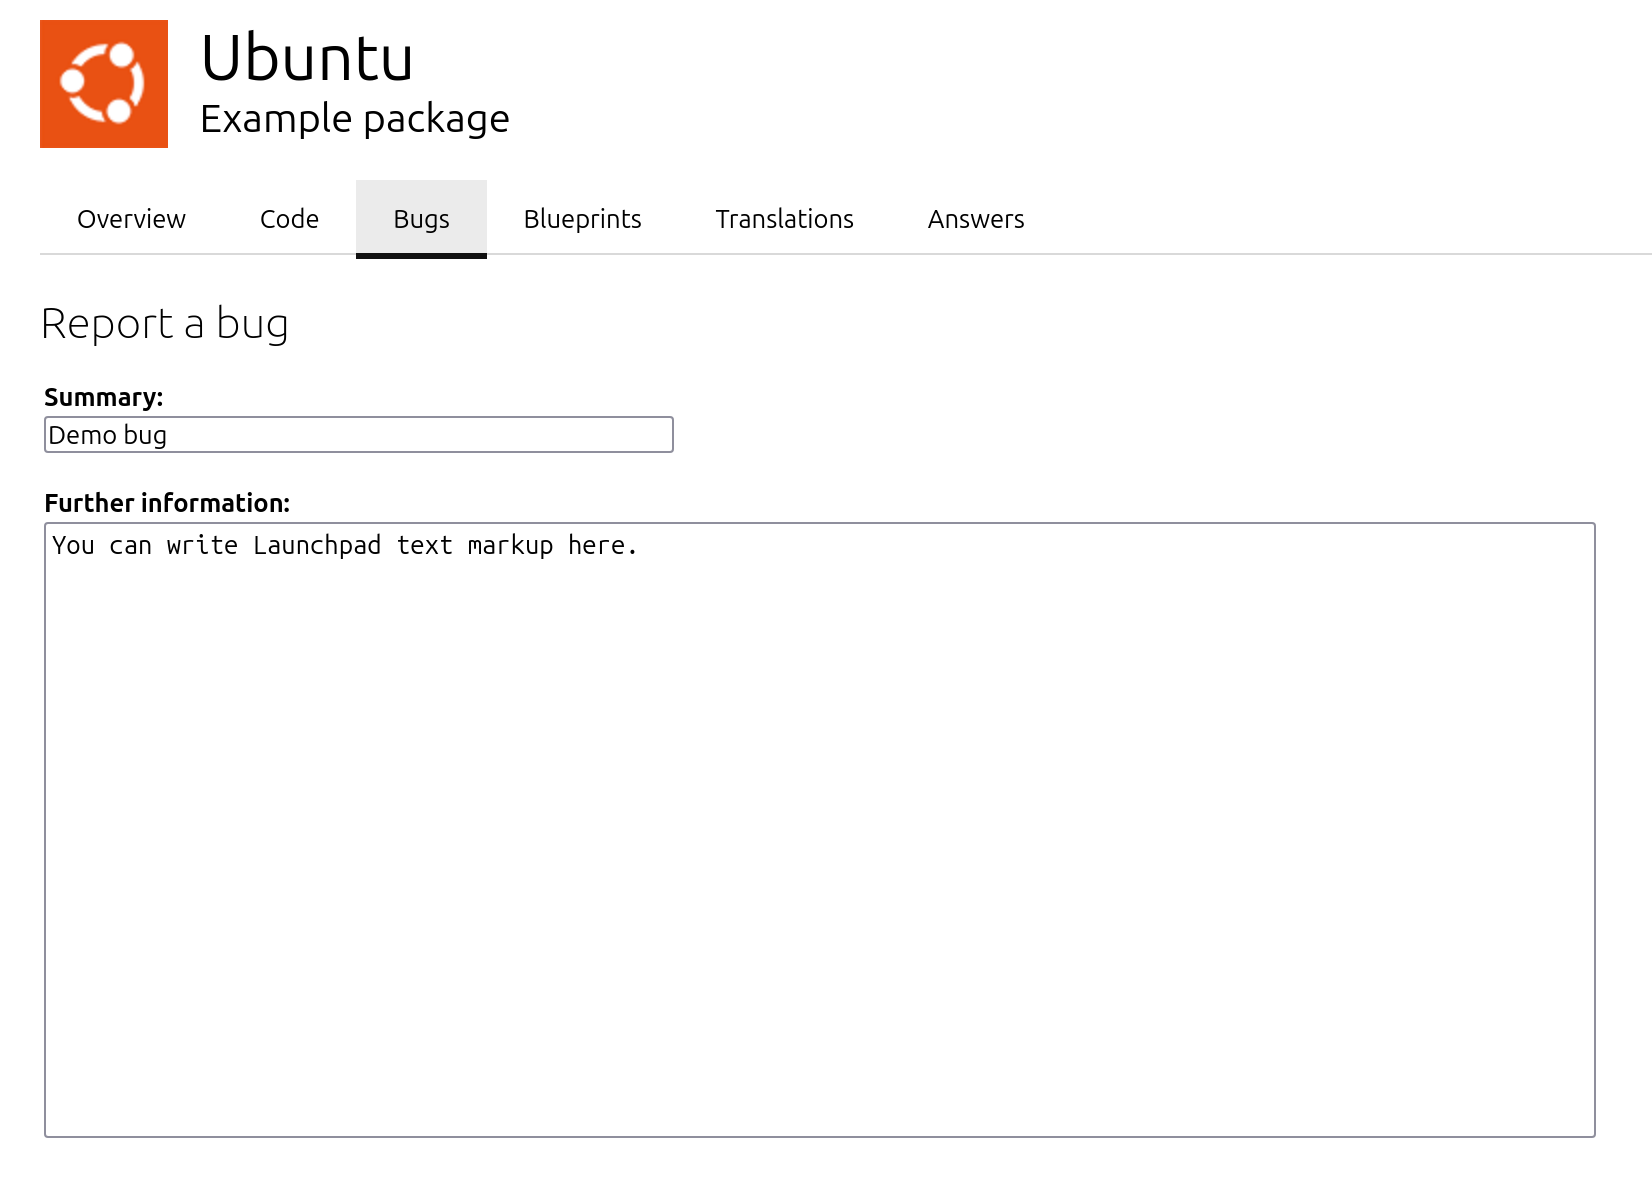 Ubuntu
Example package
Overview Code Bugs Blueprints Translations Answers
Report a bug
Summary:
Demo bug
Further information:
You can write Launchpad text markup here.